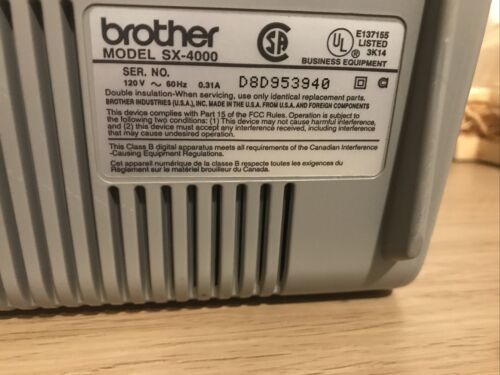 brother
MODEL SX-4000
SER. NO. D8D953940
120 V ~ 60Hz 0.31A
Double insulation-When servicing, use only identical replacement parts.
BROTHER INDUSTRIES (U.S.A.), INC. MADE IN THE U.S.A. FROM U.S.A. AND FOREIGN COMPONENTS
This device complies with Part 15 of the FCC Rules. Operation is subject to
the following two conditions: (1) This device may not cause harmful interference,
and (2) this device must accept any interference received, including interference
that may cause undesired operation.
This Class B digital apparatus meets all requirements of the Canadian Interference
-Causing Equipment Regulations.
Cet appareil numérique de la classe B respecte toutes les exigences du
Règlement sur le matériel brouilleur du Canada.
SA
UL
®
E137155
LISTED
3K14
BUSINESS EQUIPMENT